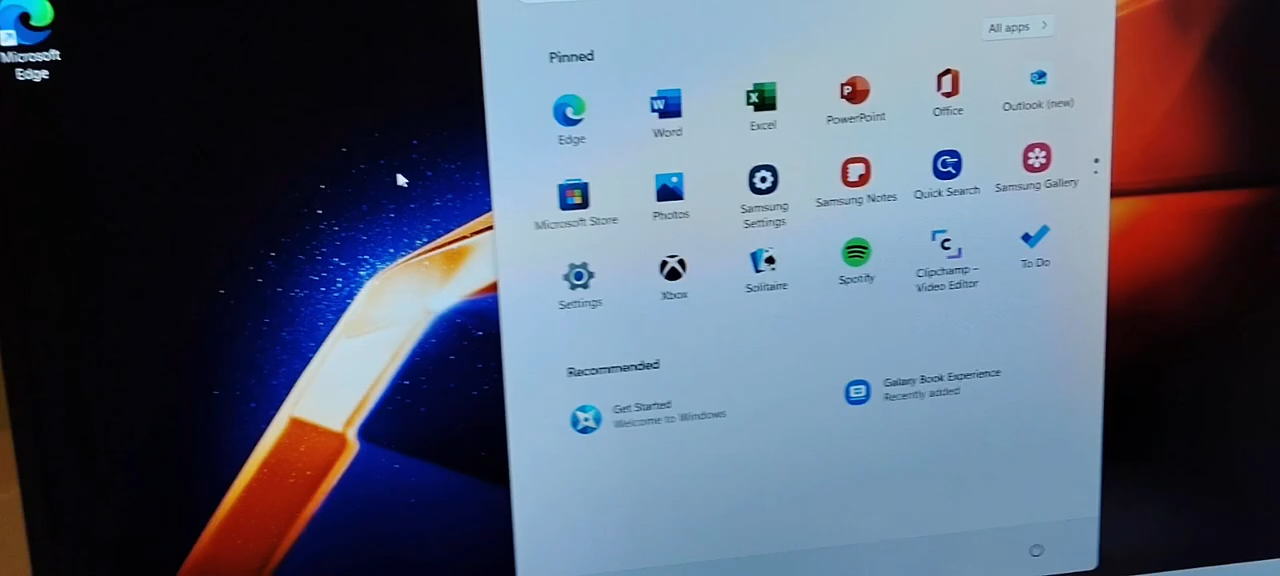 Microsoft
Edge
All apps
Pinned
Edge
Word
Excel
PowerPoint
Office
Outlook (new)
Microsoft Store
Photos
Samsung
Settings
Samsung Notes
Quick Search
Samsung Gallery
Settings
Xbox
Solitaire
Spotify
Clipchamp –
Video Editor
To Do
Recommended
Get Started
Welcome to Windows
Galaxy Book Experience
Recently added